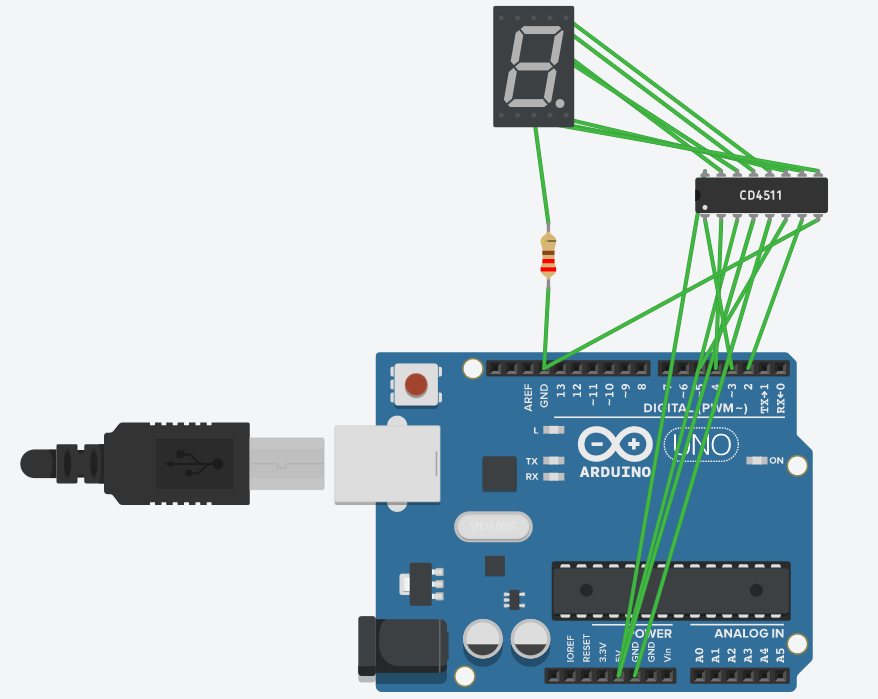 CD4511
AREF
GND
13
12
~11
~10
~9
8
7
~6
~5
4
~3
2
TX→1
RX←0
DIGITAL (PWM~)
L
TX
RX
ARDUINO
UNO
ON
IOREF
RESET
3.3V
5V
GND
GND
Vin
POWER
ANALOG IN
A0
A1
A2
A3
A4
A5